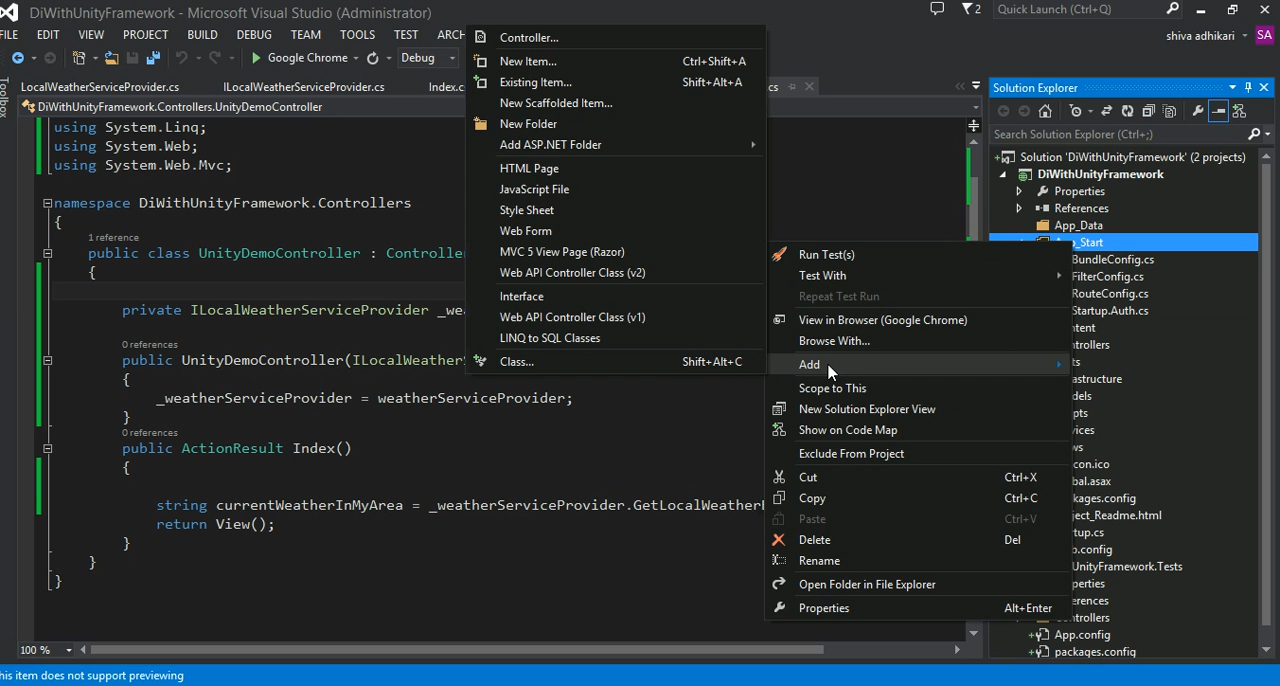 DiWithUnityFramework - Microsoft Visual Studio (Administrator)
2
Quick Launch (Ctrl+Q)
FILE EDIT VIEW PROJECT BUILD DEBUG TEAM TOOLS TEST ARCH
shiva adhikari SA
Google Chrome Debug
Toolbox
LocalWeatherServiceProvider.cs ILocalWeatherServiceProvider.cs Index.c
cs
DiWithUnityFramework.Controllers.UnityDemoController
using System.Linq;
using System.Web;
using System.Web.Mvc;
namespace DiWithUnityFramework.Controllers
{
1 reference
public class UnityDemoController : Controlle
{
private ILocalWeatherServiceProvider _wea
0 references
public UnityDemoController(ILocalWeatherS
{
_weatherServiceProvider = weatherServiceProvider;
}
0 references
public ActionResult Index()
{
string currentWeatherInMyArea = _weatherServiceProvider.GetLocalWeather
return View();
}
}
}
100 %
Controller...
New Item... Ctrl+Shift+A
Existing Item... Shift+Alt+A
New Scaffolded Item...
New Folder
Add ASP.NET Folder
HTML Page
JavaScript File
Style Sheet
Web Form
MVC 5 View Page (Razor)
Web API Controller Class (v2)
Interface
Web API Controller Class (v1)
LINQ to SQL Classes
Class... Shift+Alt+C
Run Test(s)
Test With
Repeat Test Run
View in Browser (Google Chrome)
Browse With...
Add
Scope to This
New Solution Explorer View
Show on Code Map
Exclude From Project
Cut Ctrl+X
Copy Ctrl+C
Paste Ctrl+V
Delete Del
Rename
Open Folder in File Explorer
Properties Alt+Enter
Solution Explorer
Search Solution Explorer (Ctrl+;)
Solution 'DiWithUnityFramework' (2 projects)
DiWithUnityFramework
Properties
References
App_Data
p_Start
BundleConfig.cs
FilterConfig.cs
RouteConfig.cs
Startup.Auth.cs
ntent
ntrollers
ts
astructure
dels
pts
vices
ws
con.ico
bal.asax
kages.config
ject_Readme.html
tup.cs
b.config
UnityFramework.Tests
perties
erences
ntrollers
App.config
packages.config
his item does not support previewing